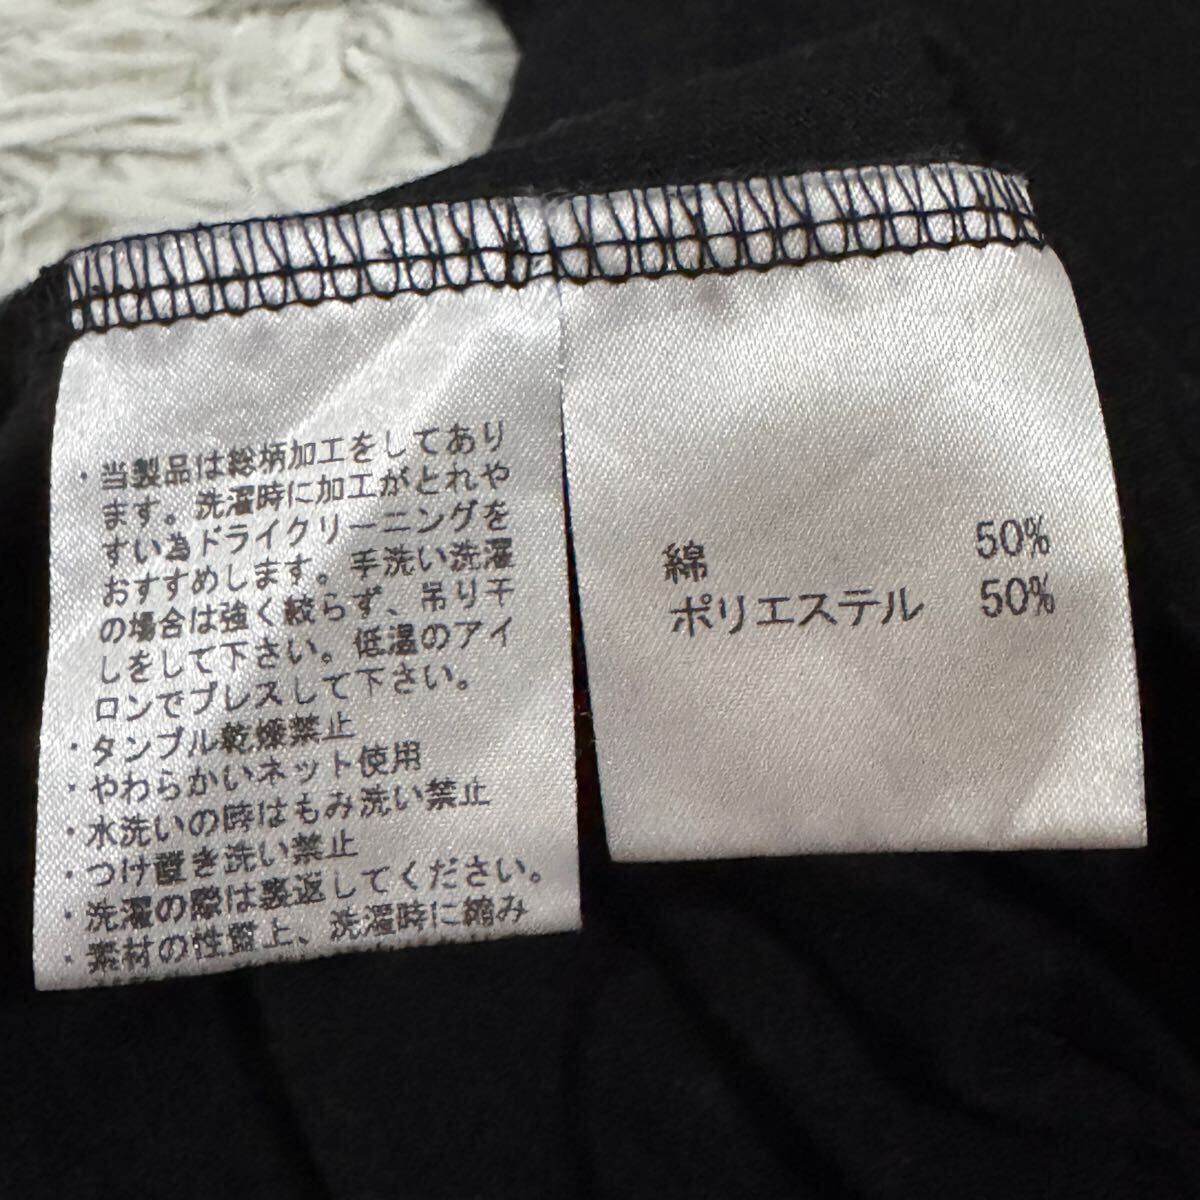 ・当製品は総柄加工をしてあり
ます。洗濯時に加工がとれや
すい為ドライクリーニングを
おすすめします。手洗い洗濯
の場合は強く絞らず、吊り干
しをして下さい。低温のアイ
ロンでプレスして下さい。
・タンブル乾燥禁止
・やわらかいネット使用
・水洗いの時はもみ洗い禁止
・つけ置き洗い禁止
・洗濯の際は裏返してください。
・素材の性質上、洗濯時に縮み
綿 50%
ポリエステル 50%